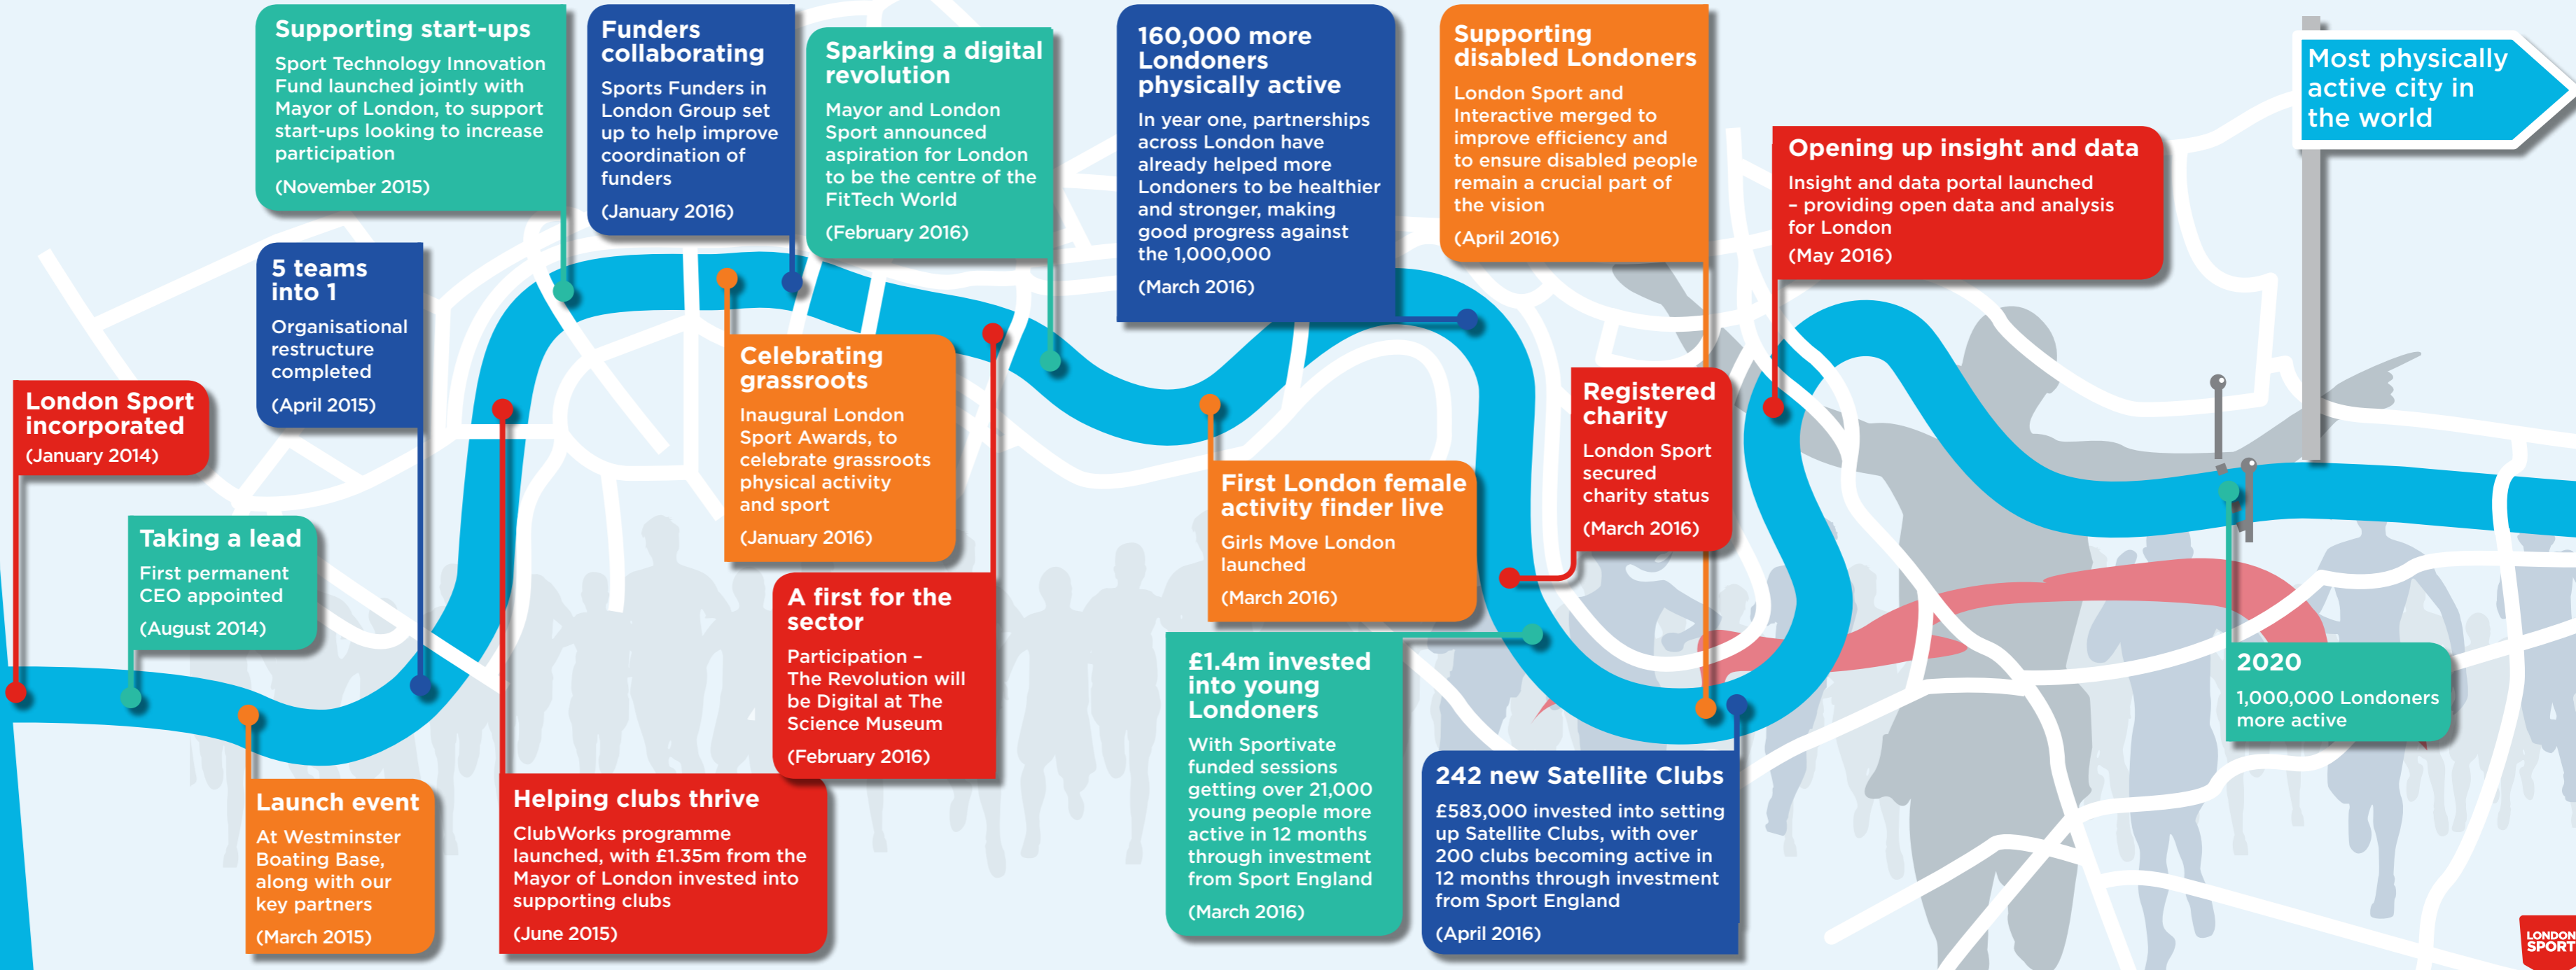 London Sport
incorporated
(January 2014)
Taking a lead
First permanent
CEO appointed
(August 2014)
Launch event
At Westminster
Boating Base,
along with our
key partners
(March 2015)
5 teams
into 1
Organisational
restructure
completed
(April 2015)
Helping clubs thrive
ClubWorks programme
launched, with £1.35m from the
Mayor of London invested into
supporting clubs
(June 2015)
Supporting start-ups
Sport Technology Innovation
Fund launched jointly with
Mayor of London, to support
start-ups looking to increase
participation
(November 2015)
Celebrating
grassroots
Inaugural London
Sport Awards, to
celebrate grassroots
physical activity
and sport
(January 2016)
Funders
collaborating
Sports Funders in
London Group set
up to help improve
coordination of
funders
(January 2016)
A first for the
sector
Participation –
The Revolution will
be Digital at The
Science Museum
(February 2016)
Sparking a digital
revolution
Mayor and London
Sport announced
aspiration for London
to be the centre of the
FitTech World
(February 2016)
First London female
activity finder live
Girls Move London
launched
(March 2016)
160,000 more
Londoners
physically active
In year one, partnerships
across London have
already helped more
Londoners to be healthier
and stronger, making
good progress against
the 1,000,000
(March 2016)
Registered
charity
London Sport
secured
charity status
(March 2016)
£1.4m invested
into young
Londoners
With Sportivate
funded sessions
getting over 21,000
young people more
active in 12 months
through investment
from Sport England
(March 2016)
Supporting
disabled Londoners
London Sport and
Interactive merged to
improve efficiency and
to ensure disabled people
remain a crucial part of
the vision
(April 2016)
242 new Satellite Clubs
£583,000 invested into setting
up Satellite Clubs, with over
200 clubs becoming active in
12 months through investment
from Sport England
(April 2016)
Opening up insight and data
Insight and data portal launched
– providing open data and analysis
for London
(May 2016)
2020
1,000,000 Londoners
more active
Most physically
active city in
the world
LONDON
SPORT